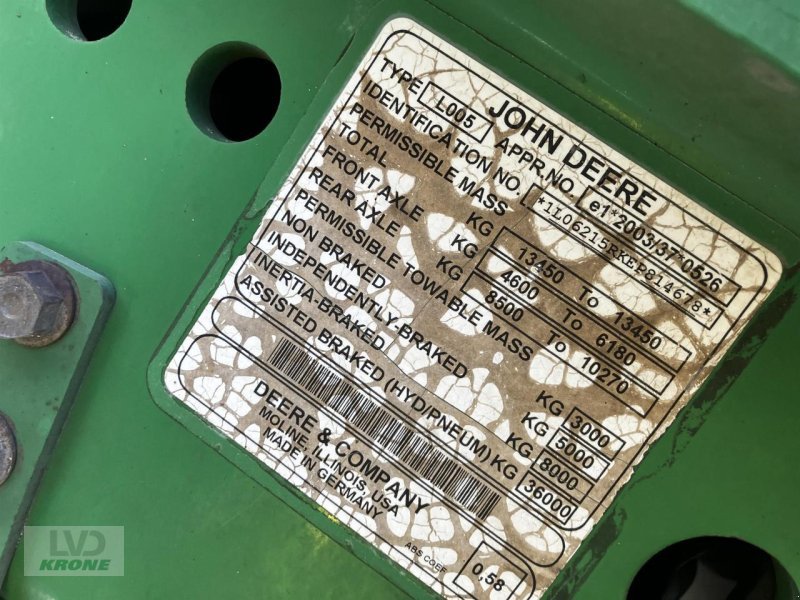 JOHN DEERE
TYPE L005 APPR.NO. e1*2003/37*0526
IDENTIFICATION NO. *1L06215RKEP814678*
PERMISSIBLE MASS
TOTAL KG 13450 To 13450
FRONT AXLE KG 4600 To 6180
REAR AXLE KG 8500 To 10270
PERMISSIBLE TOWABLE MASS
NON BRAKED KG 3000
INDEPENDENTLY-BRAKED KG 5000
INERTIA-BRAKED KG 8000
ASSISTED BRAKED (HYD/PNEUM) KG 36000
DEERE & COMPANY
MOLINE, ILLINOIS, USA
MADE IN GERMANY
ABS COEF. 0,58
LVD
KRONE